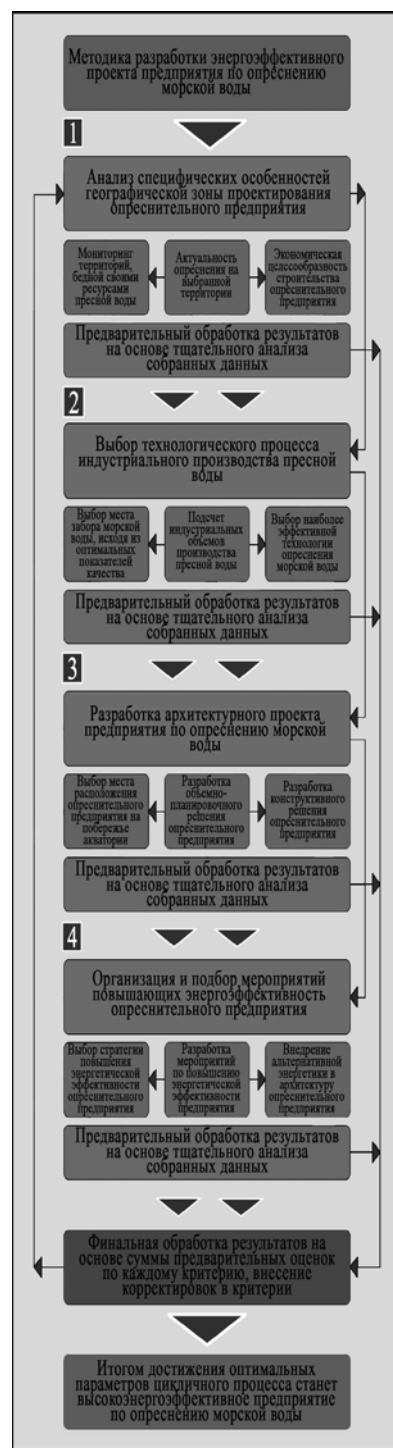 Методика разработки энергоэффективного
проекта предприятия по опреснению
морской воды
1
Анализ специфических особенностей
географической зоны проектирования
опреснительного предприятия
Мониторинг
территорий,
бедной своими
ресурсами
пресной воды
Актуальность
опреснения на
выбранной
территории
Экономическая
целесообразность
строительства
опреснительного
предприятия
Предварительный обработка результатов
на основе тщательного анализа
собранных данных
2
Выбор технологического процесса
индустриального производства пресной
воды
Выбор места
забора морской
воды, исходя из
оптимальных
показателей
качества
Подсчет
индустриальных
объемов
производства
пресной воды
Выбор наиболее
эффективной
технологии
опреснения
морской воды
Предварительный обработка результатов
на основе тщательного анализа
собранных данных
3
Разработка архитектурного проекта
предприятия по опреснению морской
воды
Выбор места
расположения
опреснительного
предприятия на
побережье
акватории
Разработка
объемно-
планировочного
решения
опреснительного
предприятия
Разработка
конструктивного
решения
опреснительного
предприятия
Предварительный обработка результатов
на основе тщательного анализа
собранных данных
4
Организация и подбор мероприятий
повышающих энергоэффективность
опреснительного предприятия
Выбор стратегии
повышения
энергетической
эффективности
опреснительного
предприятия
Разработка
мероприятий
по повышению
энергетической
эффективности
предприятия
Внедрение
альтернативной
энергетики в
архитектуру
опреснительного
предприятия
Предварительный обработка результатов
на основе тщательного анализа
собранных данных
Финальная обработка результатов на
основе суммы предварительных оценок
по каждому критерию, внесение
корректировок в критерии
Итогом достижения оптимальных
параметров цикличного процесса станет
высокоэнергоэффективное предприятие
по опреснению морской воды